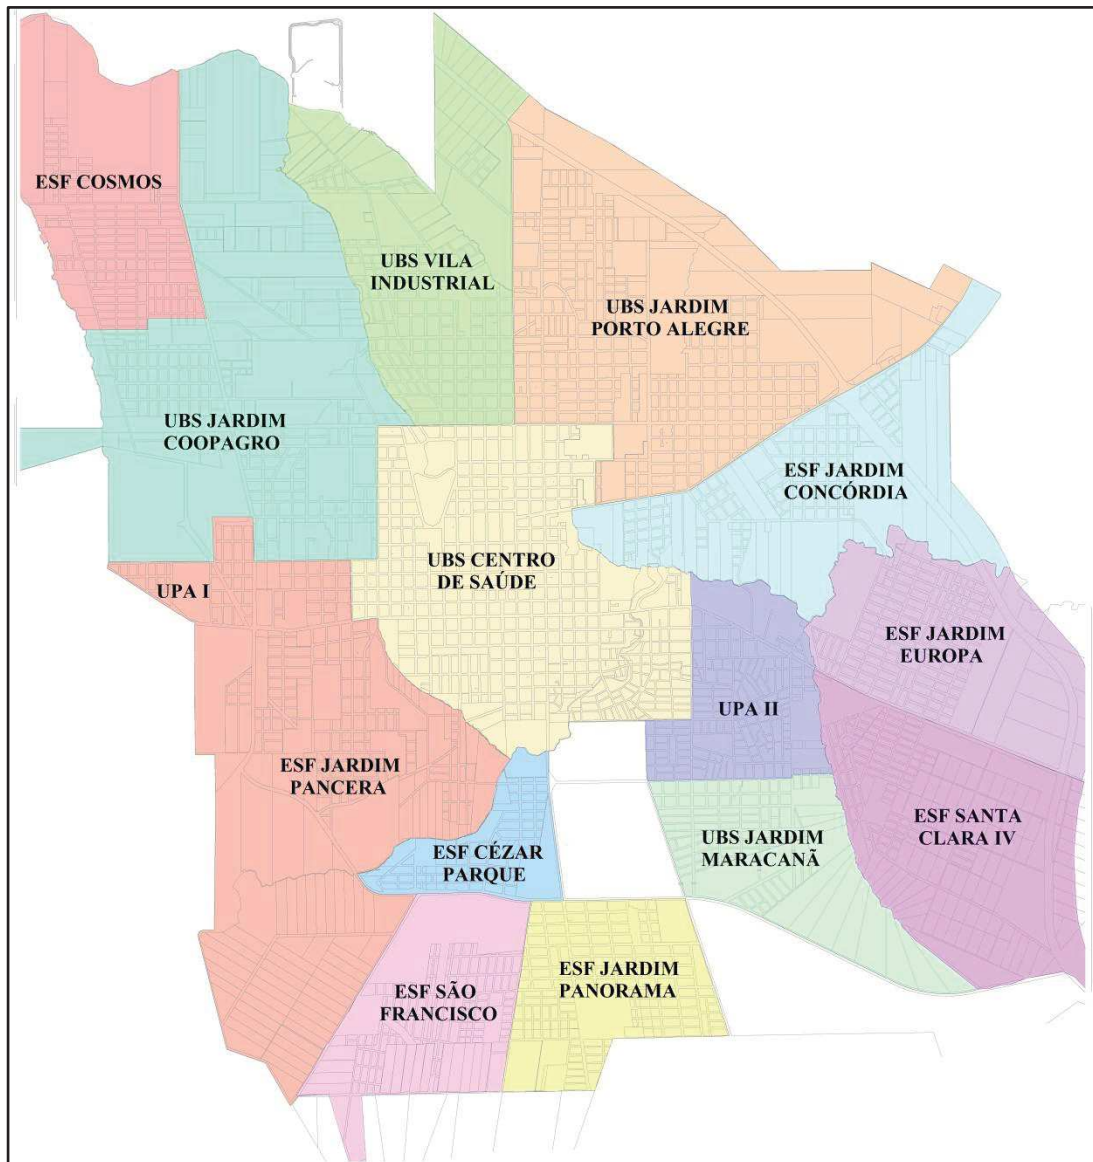 ESF COSMOS
UBS VILA
INDUSTRIAL
UBS JARDIM
PORTO ALEGRE
UBS JARDIM
COOPAGRO
ESF JARDIM
CONCÓRDIA
UBS CENTRO
DE SAÚDE
UPA I
ESF JARDIM
EUROPA
UPA II
ESF JARDIM
PANCERA
ESF SANTA
CLARA IV
UBS JARDIM
MARACANÃ
ESF CÉZAR
PARQUE
ESF JARDIM
PANORAMA
ESF SÃO
FRANCISCO